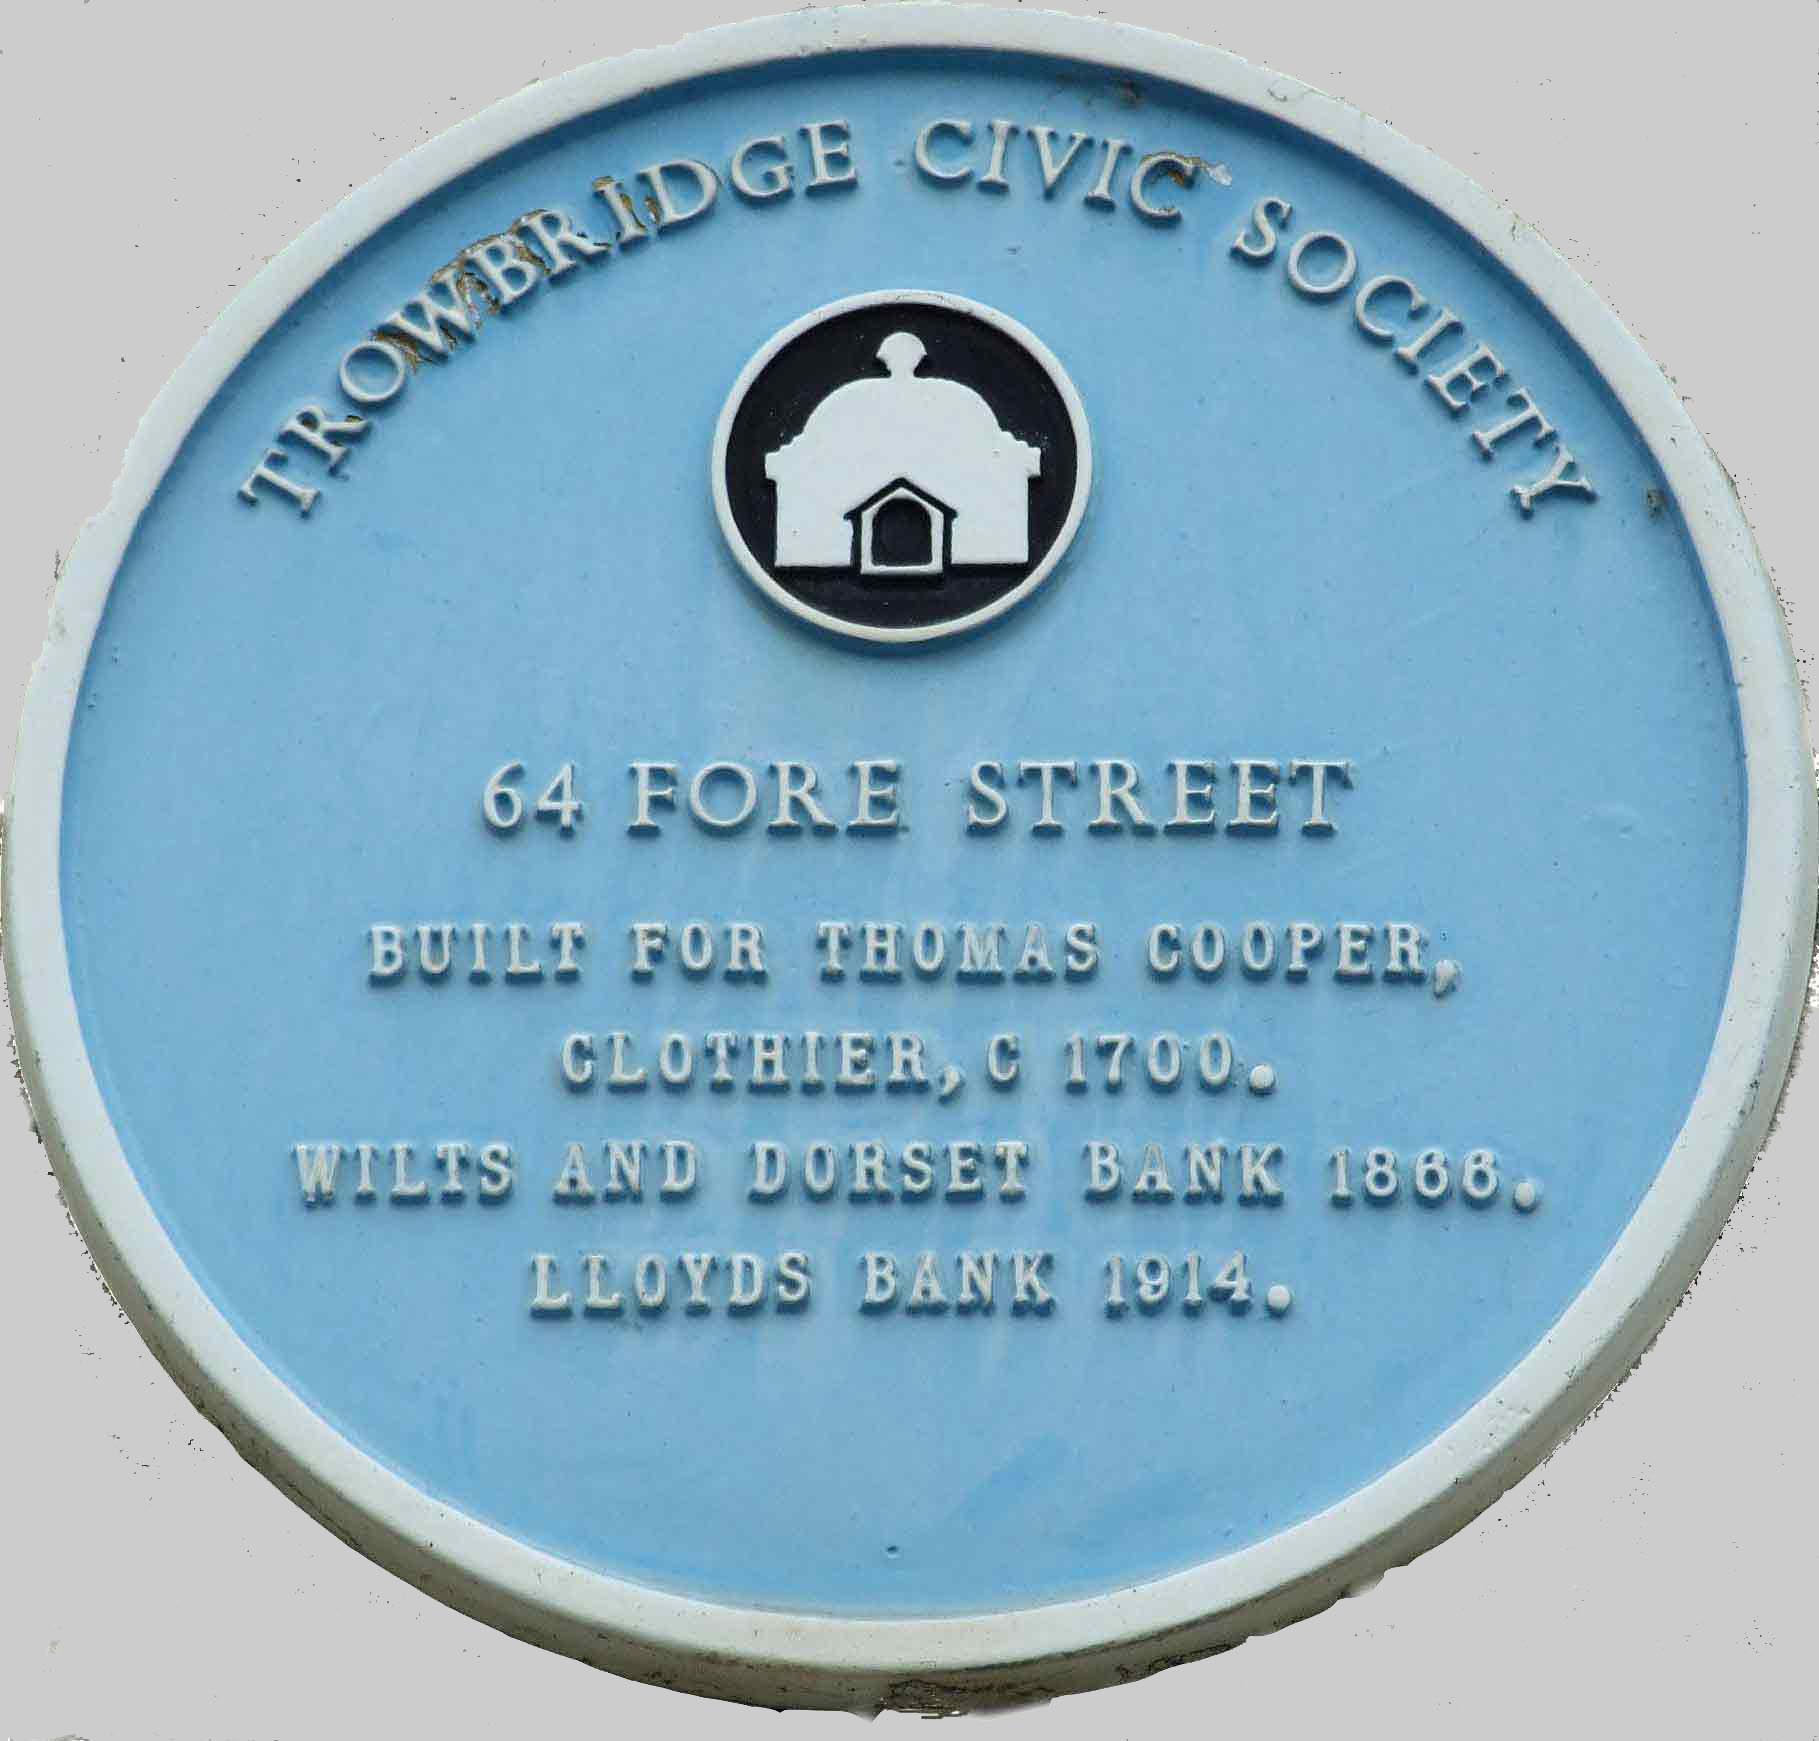 TROWBRIDGE CIVIC SOCIETY
64 FORE STREET
BUILT FOR THOMAS COOPER,
CLOTHIER, C 1700.
WILTS AND DORSET BANK 1866.
LLOYDS BANK 1914.